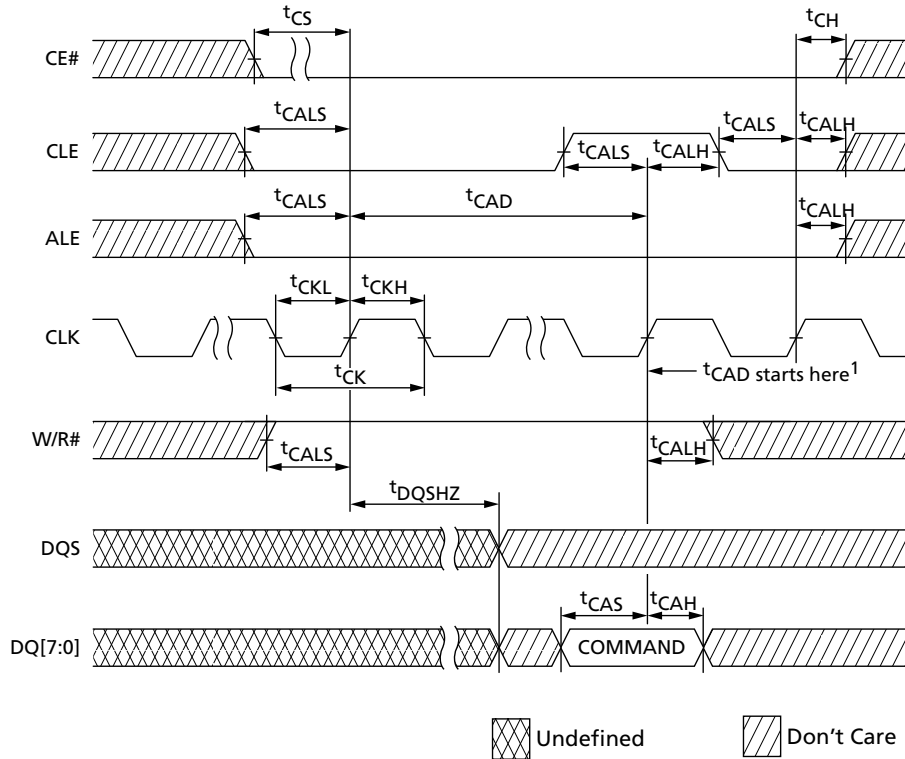 tCS
tCH
CE#
tCALS
tCALS
tCALH
CLE
tCALS
tCALH
tCALS
tCAD
tCALH
ALE
tCKL
tCKH
CLK
tCK
tCAD starts here1
W/R#
tCALS
tCALH
tDQSHZ
DQS
tCAS
tCAH
DQ[7:0]
COMMAND
Undefined
Don't Care